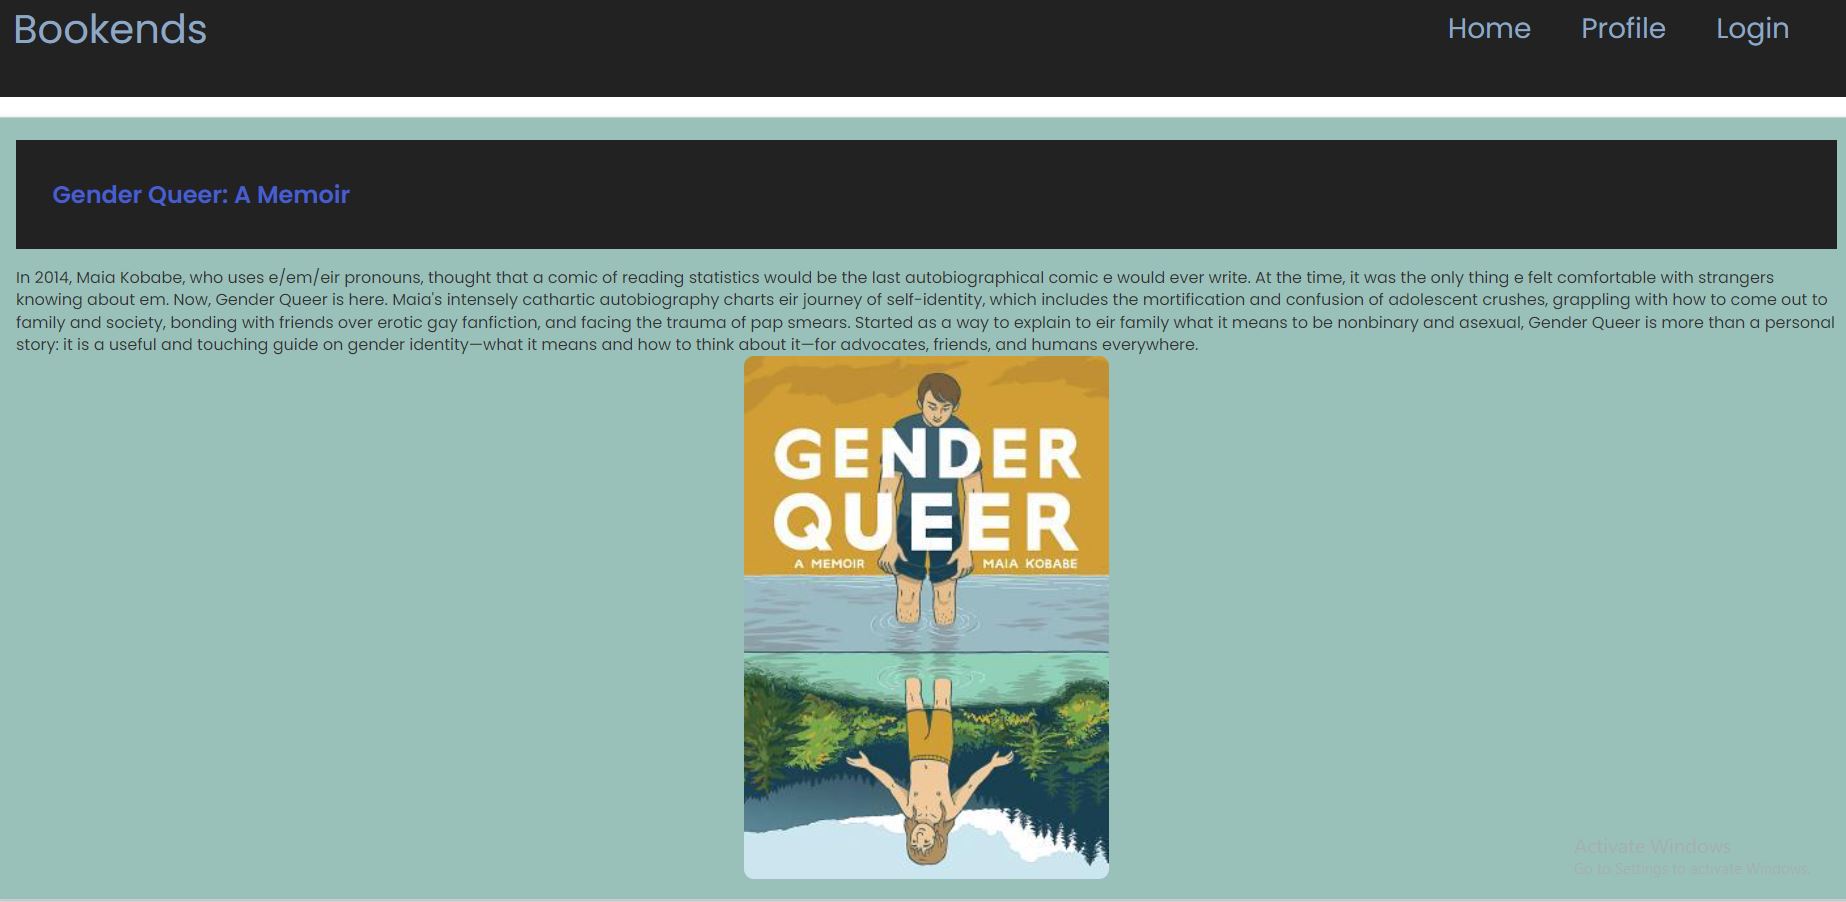 Bookends
Home Profile Login
Gender Queer: A Memoir
In 2014, Maia Kobabe, who uses e/em/eir pronouns, thought that a comic of reading statistics would be the last autobiographical comic e would ever write. At the time, it was the only thing e felt comfortable with strangers
knowing about em. Now, Gender Queer is here. Maia's intensely cathartic autobiography charts eir journey of self-identity, which includes the mortification and confusion of adolescent crushes, grappling with how to come out to
family and society, bonding with friends over erotic gay fanfiction, and facing the trauma of pap smears. Started as a way to explain to eir family what it means to be nonbinary and asexual, Gender Queer is more than a personal
story: it is a useful and touching guide on gender identity—what it means and how to think about it—for advocates, friends, and humans everywhere.
GENDER
QUEER
A MEMOIR MAIA KOBABE
Activate Windows
Go to Settings to activate Windows.